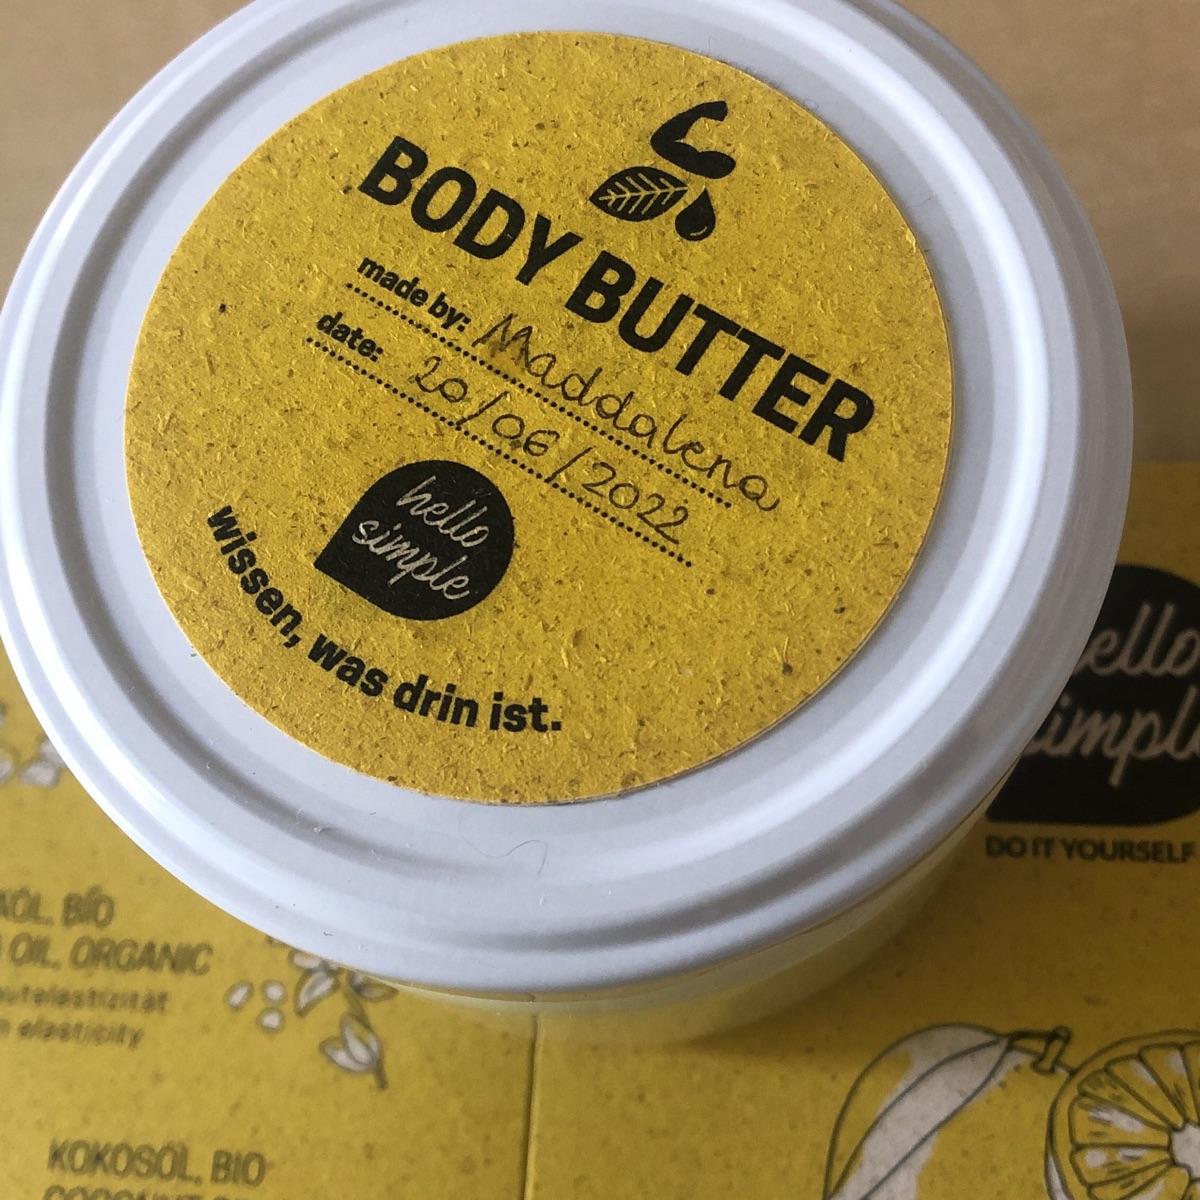 BODY BUTTER
made by: Maddalena
date: 20/06/2022
hello
simple
wissen, was drin ist.
hello
simple
DO IT YOURSELF
BIO
OIL, ORGANIC
elasticity
KOKOSÖL, BIO